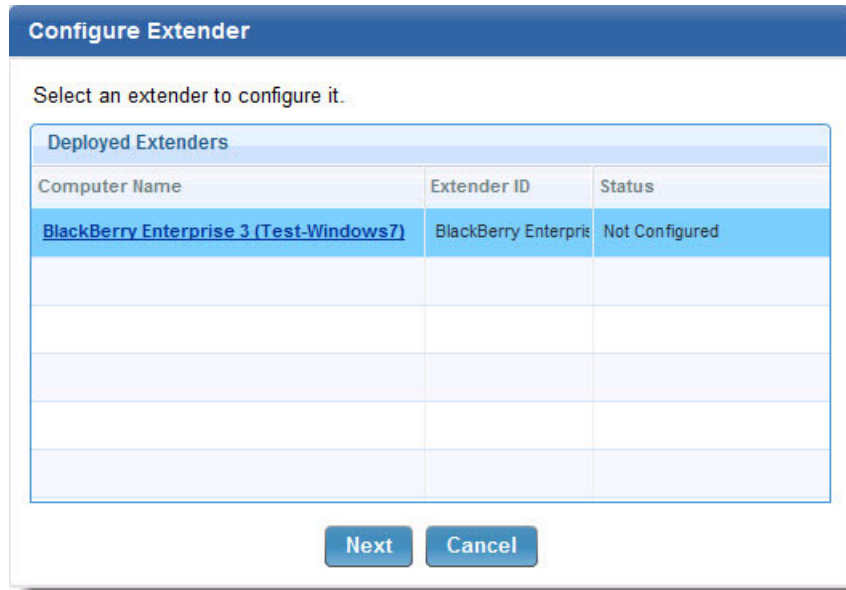 Configure Extender
Select an extender to configure it.
Deployed Extenders
Computer Name Extender ID Status
BlackBerry Enterprise 3 (Test-Windows7) BlackBerry Enterpris Not Configured
Next Cancel